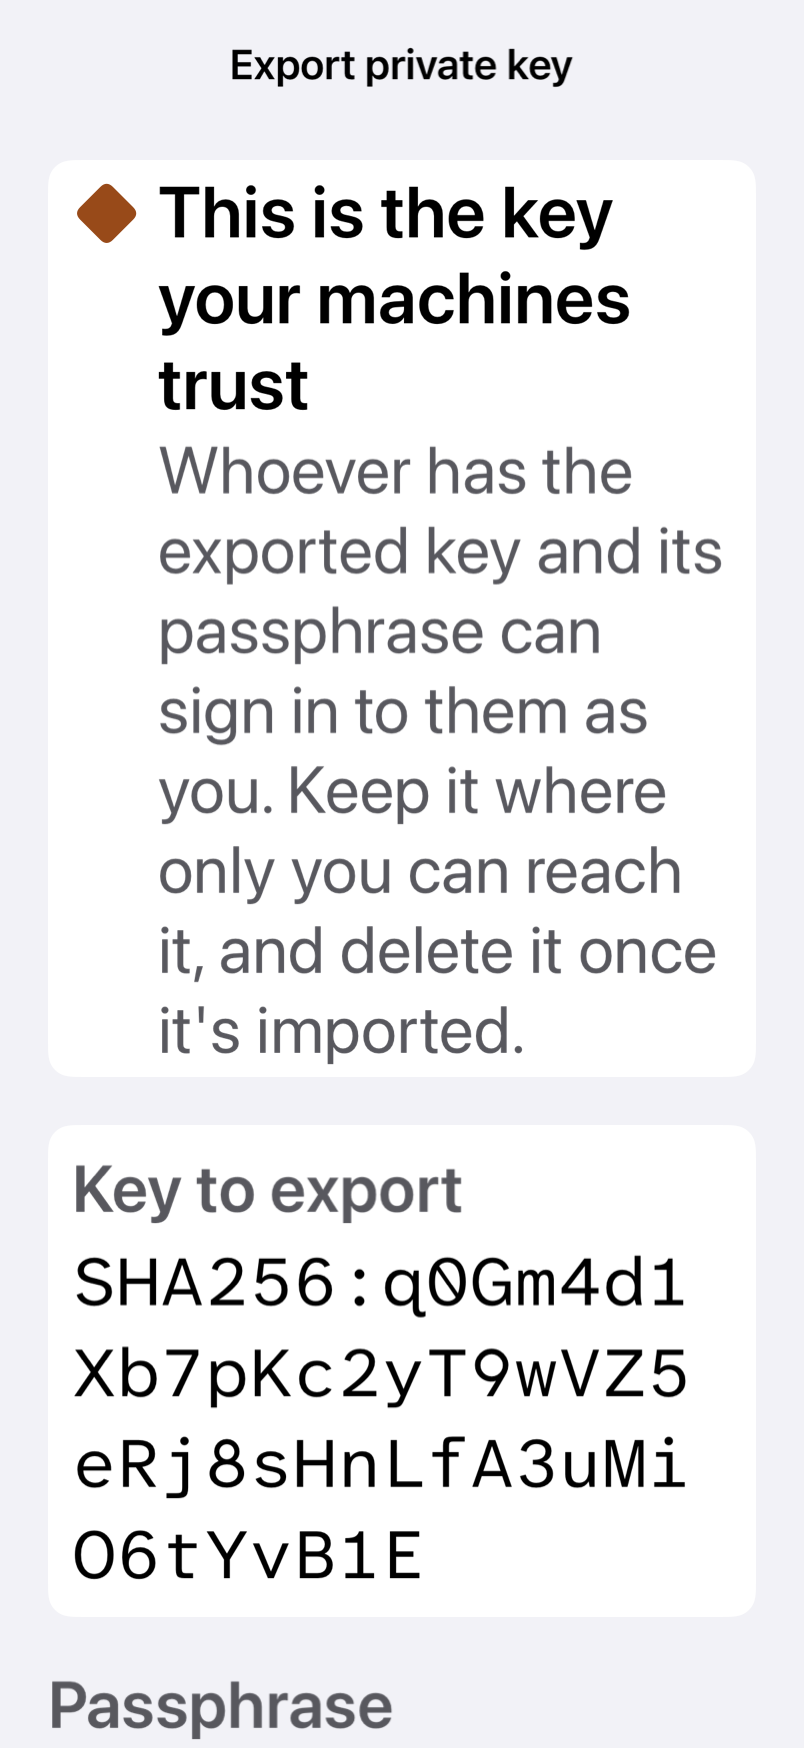 Export private key
This is the key
your machines
trust
Whoever has the
exported key and its
passphrase can
sign in to them as
you. Keep it where
only you can reach
it, and delete it once
it's imported.
Key to export
SHA256:q0Gm4d1
Xb7pKc2yT9wVZ5
eRj8sHnLfA3uMi
O6tYvB1E
Passphrase